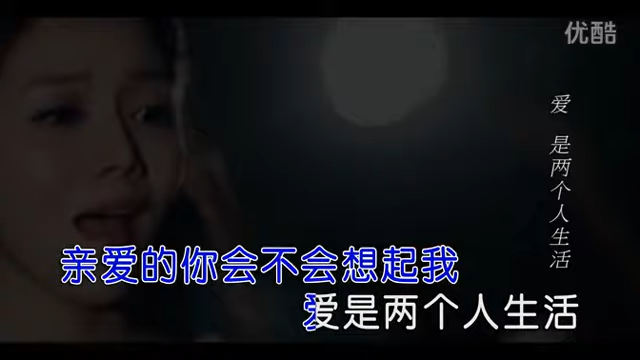 优酷
爱 是两个人生活
亲爱的你会不会想起我
爱是两个人生活